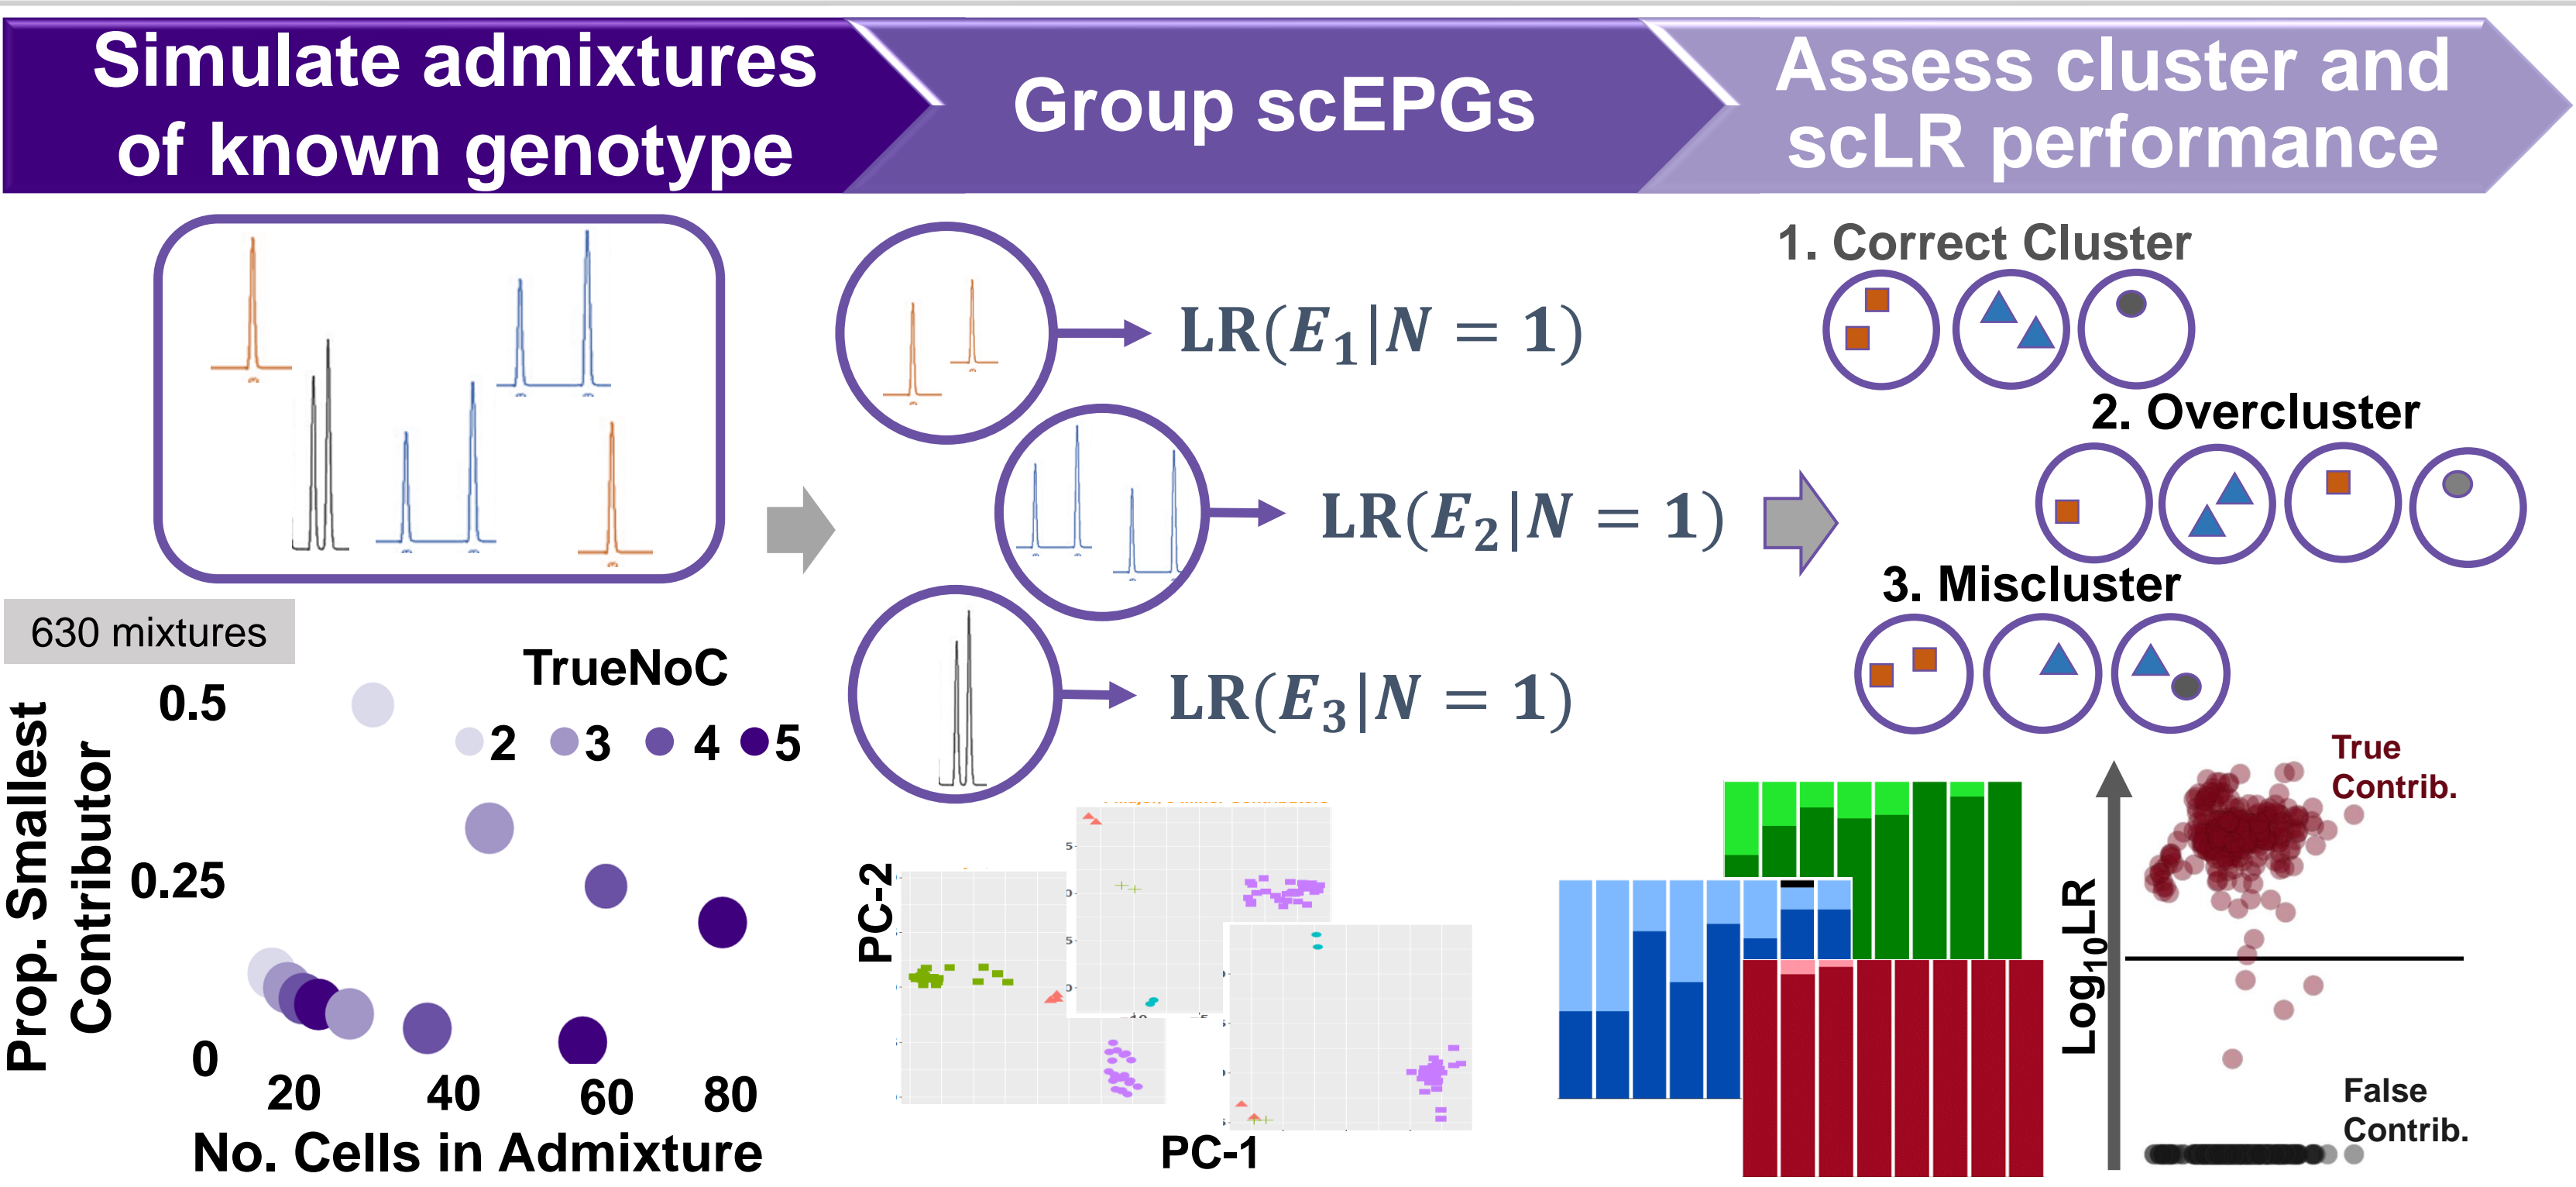 Simulate admixtures
of known genotype
Group scEPGs
Assess cluster and
scLR performance
LR(E₁|N = 1)
LR(E₂|N = 1)
LR(E₃|N = 1)
1. Correct Cluster
2. Overcluster
3. Miscluster
630 mixtures
TrueNoC
2 3 4 5
Prop. Smallest
Contributor
0.5
0.25
0
20 40 60 80
No. Cells in Admixture
PC-2
PC-1
Log₁₀LR
True
Contrib.
False
Contrib.